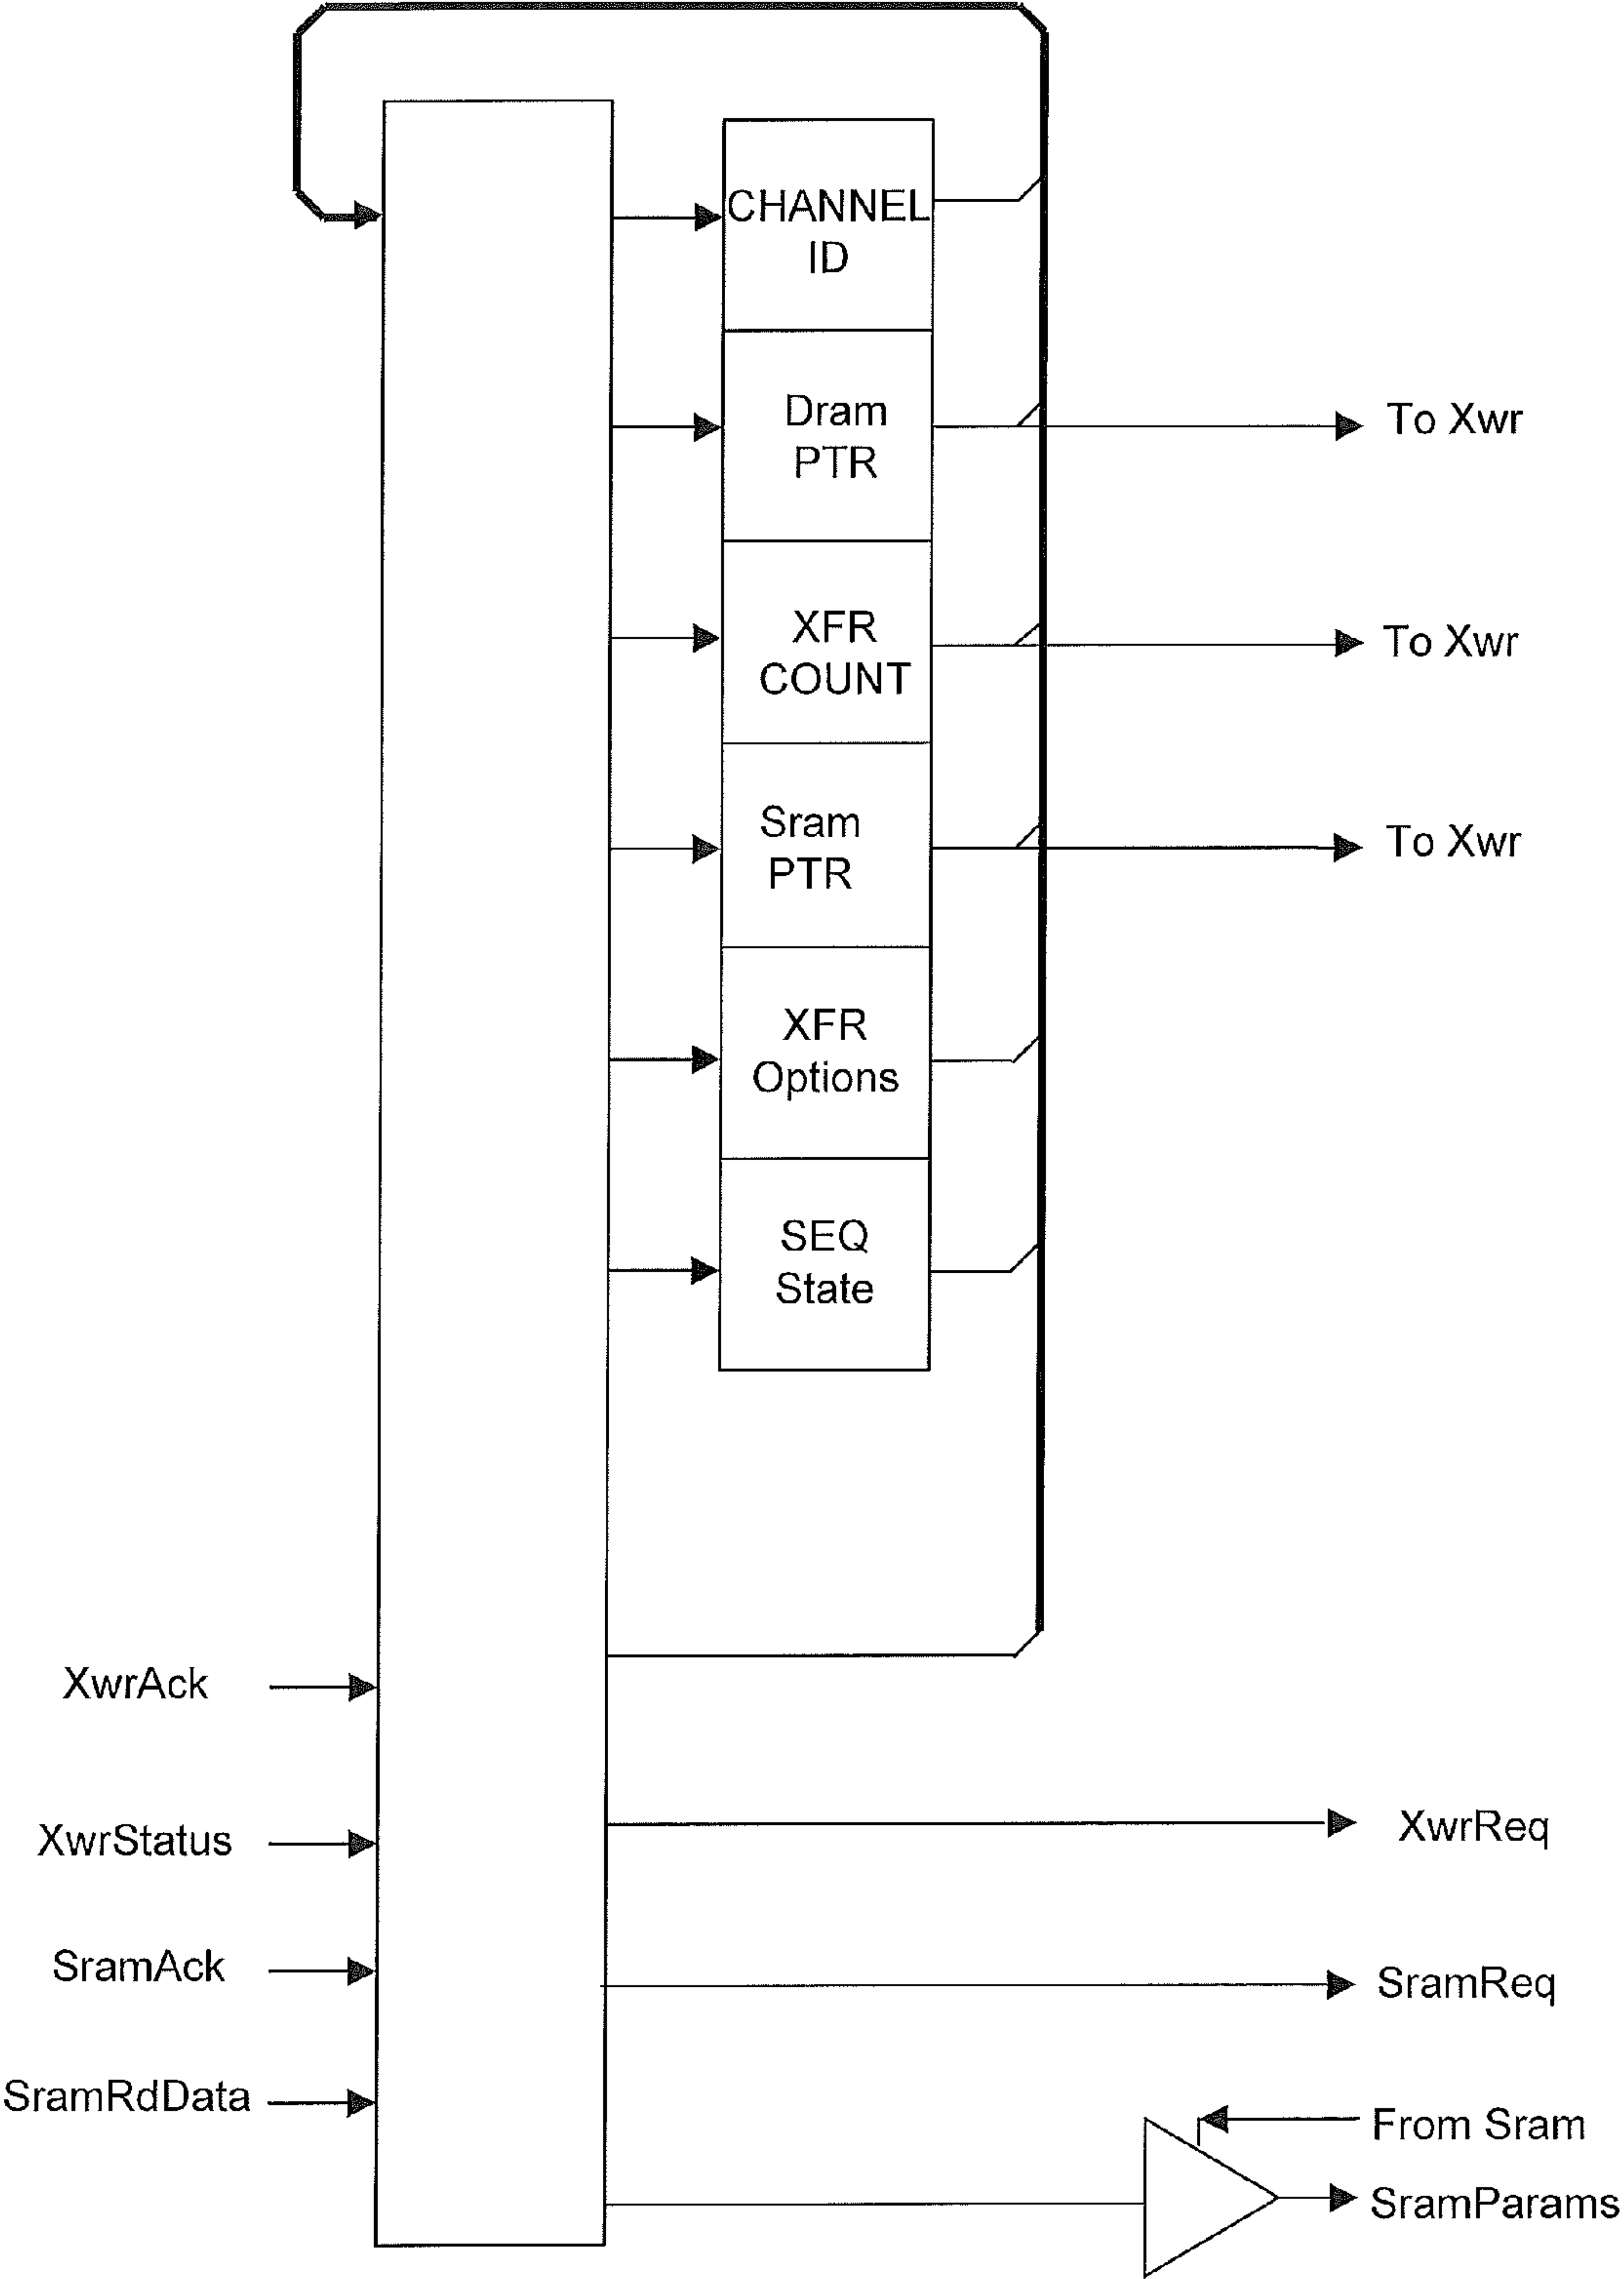 CHANNEL
ID
Dram
PTR
To Xwr
XFR
COUNT
To Xwr
Sram
PTR
To Xwr
XFR
Options
SEQ
State
XwrAck
XwrStatus
XwrReq
SramAck
SramReq
SramRdData
From Sram
SramParams